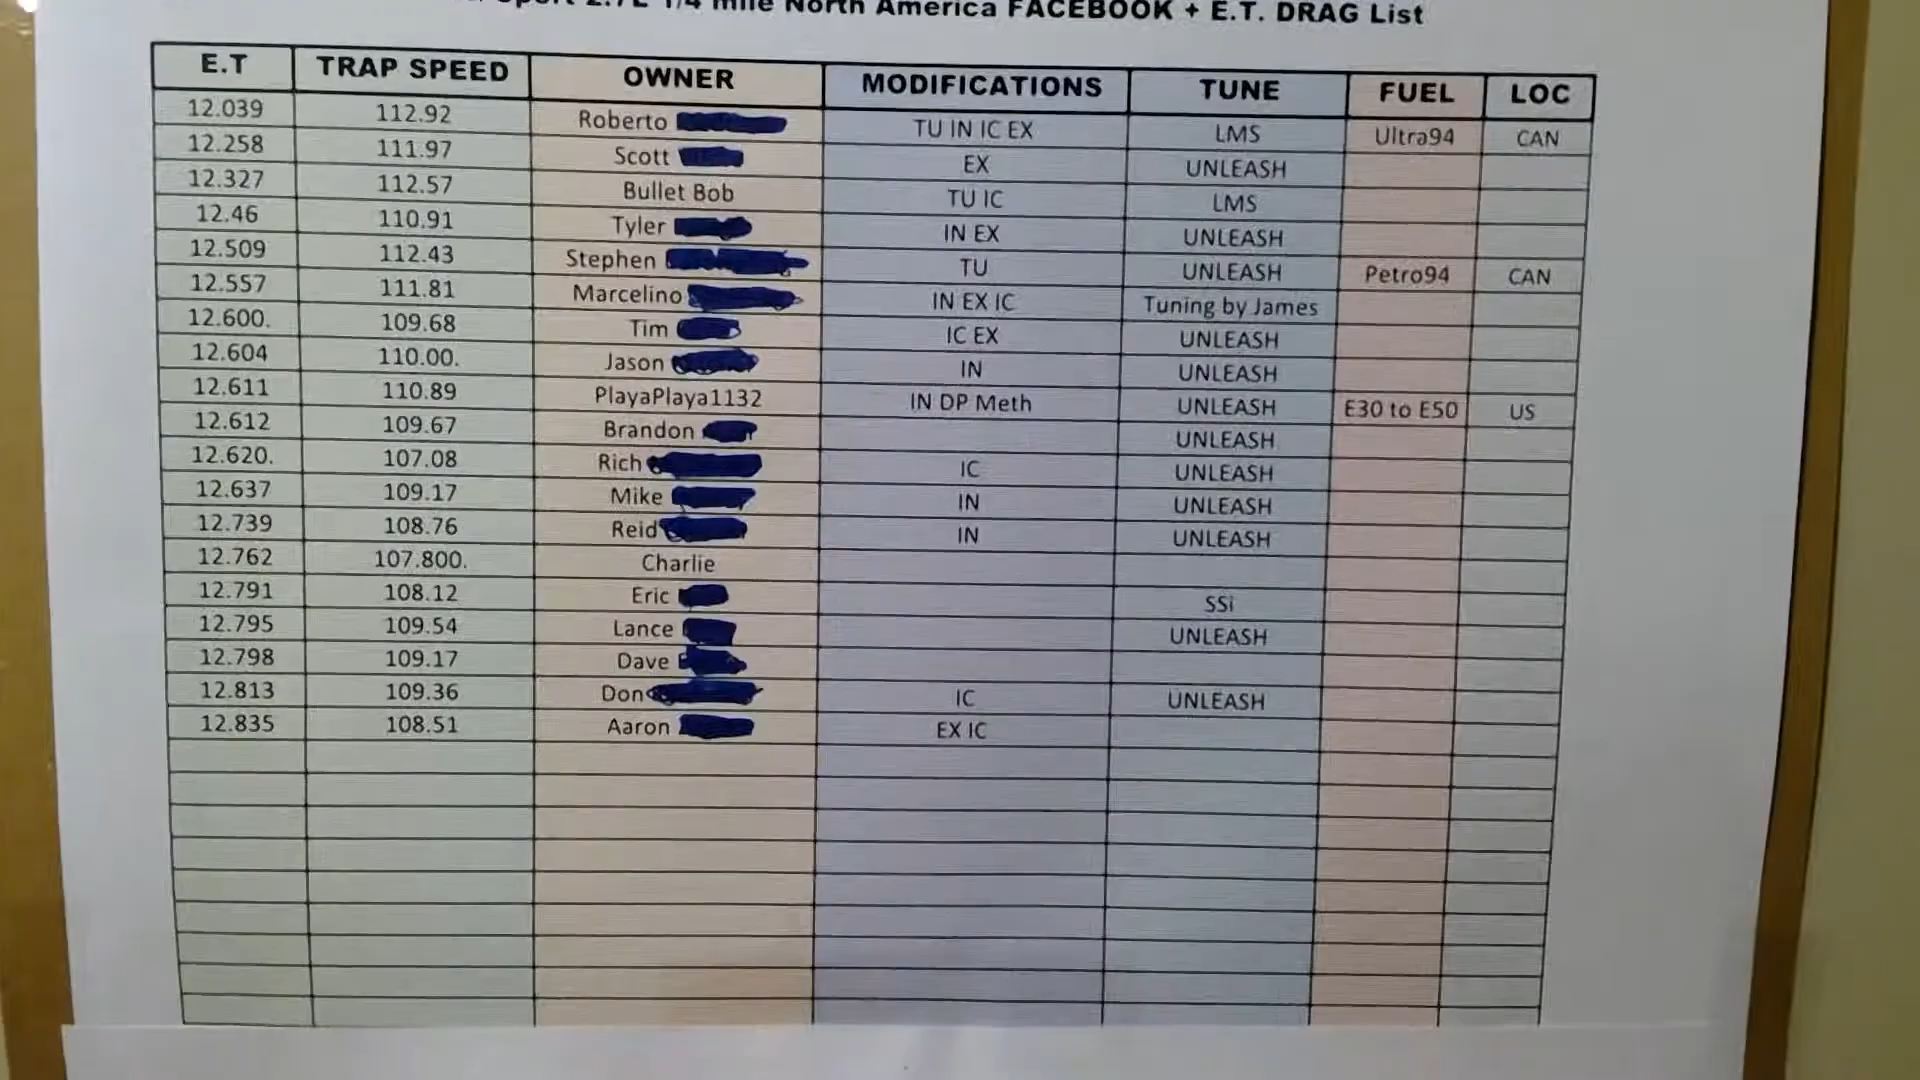 Sport 2.7L 1/4 mile North America FACEBOOK + E.T. DRAG List
E.T TRAP SPEED OWNER MODIFICATIONS TUNE FUEL LOC
12.039 112.92 Roberto TU IN IC EX LMS Ultra94 CAN
12.258 111.97 Scott EX UNLEASH
12.327 112.57 Bullet Bob TU IC LMS
12.46 110.91 Tyler IN EX UNLEASH
12.509 112.43 Stephen TU UNLEASH Petro94 CAN
12.557 111.81 Marcelino IN EX IC Tuning by James
12.600. 109.68 Tim IC EX UNLEASH
12.604 110.00. Jason IN UNLEASH
12.611 110.89 PlayaPlaya1132 IN DP Meth UNLEASH E30 to E50 US
12.612 109.67 Brandon UNLEASH
12.620. 107.08 Rich IC UNLEASH
12.637 109.17 Mike IN UNLEASH
12.739 108.76 Reid IN UNLEASH
12.762 107.800. Charlie
12.791 108.12 Eric SSi
12.795 109.54 Lance UNLEASH
12.798 109.17 Dave
12.813 109.36 Don IC UNLEASH
12.835 108.51 Aaron EX IC